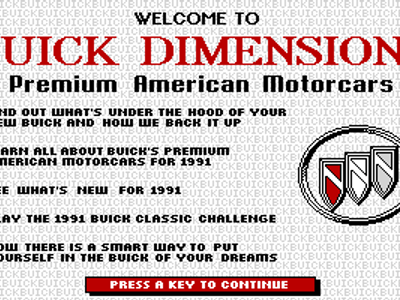 WELCOME TO
UICK DIMENSION
Premium American Motorcars
ND OUT WHAT'S UNDER THE HOOD OF YOUR
EW BUICK AND HOW WE BACK IT UP
ARN ALL ABOUT BUICK'S PREMIUM
MERICAN MOTORCARS FOR 1991
EE WHAT'S NEW FOR 1991
LAY THE 1991 BUICK CLASSIC CHALLENGE
OW THERE IS A SMART WAY TO PUT
OURSELF IN THE BUICK OF YOUR DREAMS
PRESS A KEY TO CONTINUE